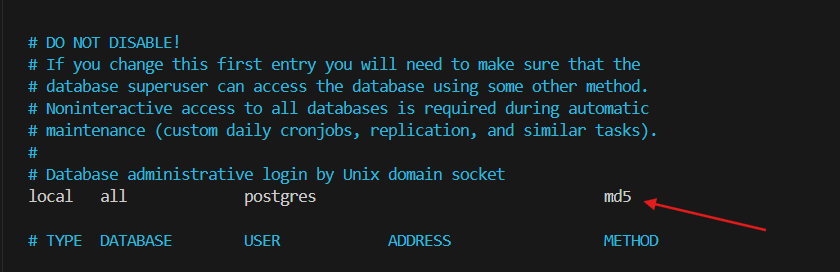 # DO NOT DISABLE!
# If you change this first entry you will need to make sure that the
# database superuser can access the database using some other method.
# Noninteractive access to all databases is required during automatic
# maintenance (custom daily cronjobs, replication, and similar tasks).
#
# Database administrative login by Unix domain socket
local all postgres md5
# TYPE DATABASE USER ADDRESS METHOD